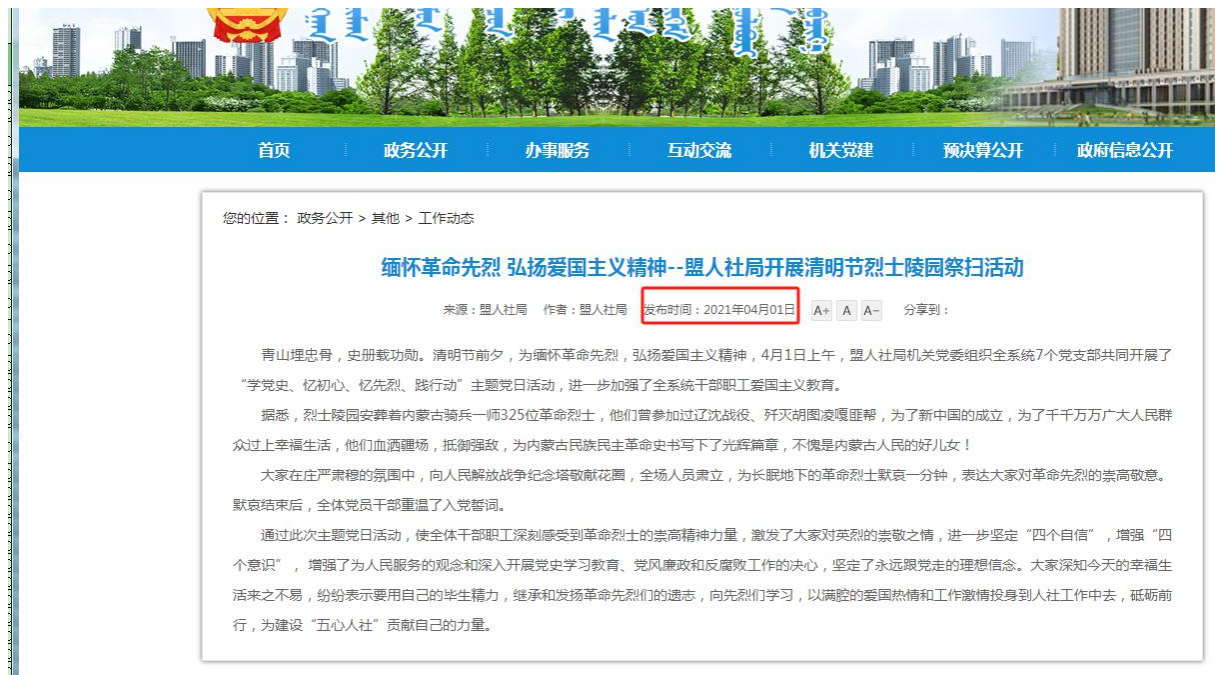 首页 政务公开 办事服务 互动交流 机关党建 预决算公开 政府信息公开
您的位置： 政务公开 > 其他 > 工作动态
缅怀革命先烈 弘扬爱国主义精神--盟人社局开展清明节烈士陵园祭扫活动
来源：盟人社局 作者：盟人社局 发布时间：2021年04月01日 A+ A A- 分享到：
青山埋忠骨，史册载功勋。清明节前夕，为缅怀革命先烈，弘扬爱国主义精神，4月1日上午，盟人社局机关党委组织全系统7个党支部共同开展了
“学党史、忆初心、忆先烈、践行动”主题党日活动，进一步加强了全系统干部职工爱国主义教育。
据悉，烈士陵园安葬着内蒙古骑兵一师325位革命烈士，他们曾参加过辽沈战役、歼灭胡图凌嘎匪帮，为了新中国的成立，为了千千万万广大人民群
众过上幸福生活，他们血洒疆场，抵御强敌，为内蒙古民族民主革命史书写下了光辉篇章，不愧是内蒙古人民的好儿女！
大家在庄严肃穆的氛围中，向人民解放战争纪念塔敬献花圈，全场人员肃立，为长眠地下的革命烈士默哀一分钟，表达大家对革命先烈的崇高敬意。
默哀结束后，全体党员干部重温了入党誓词。
通过此次主题党日活动，使全体干部职工深刻感受到革命烈士的崇高精神力量，激发了大家对英烈的崇敬之情，进一步坚定“四个自信”，增强“四
个意识”，增强了为人民服务的观念和深入开展党史学习教育、党风廉政和反腐败工作的决心，坚定了永远跟党走的理想信念。大家深知今天的幸福生
活来之不易，纷纷表示要用自己的毕生精力，继承和发扬革命先烈们的遗志，向先烈们学习，以满腔的爱国热情和工作激情投身到人社工作中去，砥砺前
行，为建设“五心人社”贡献自己的力量。